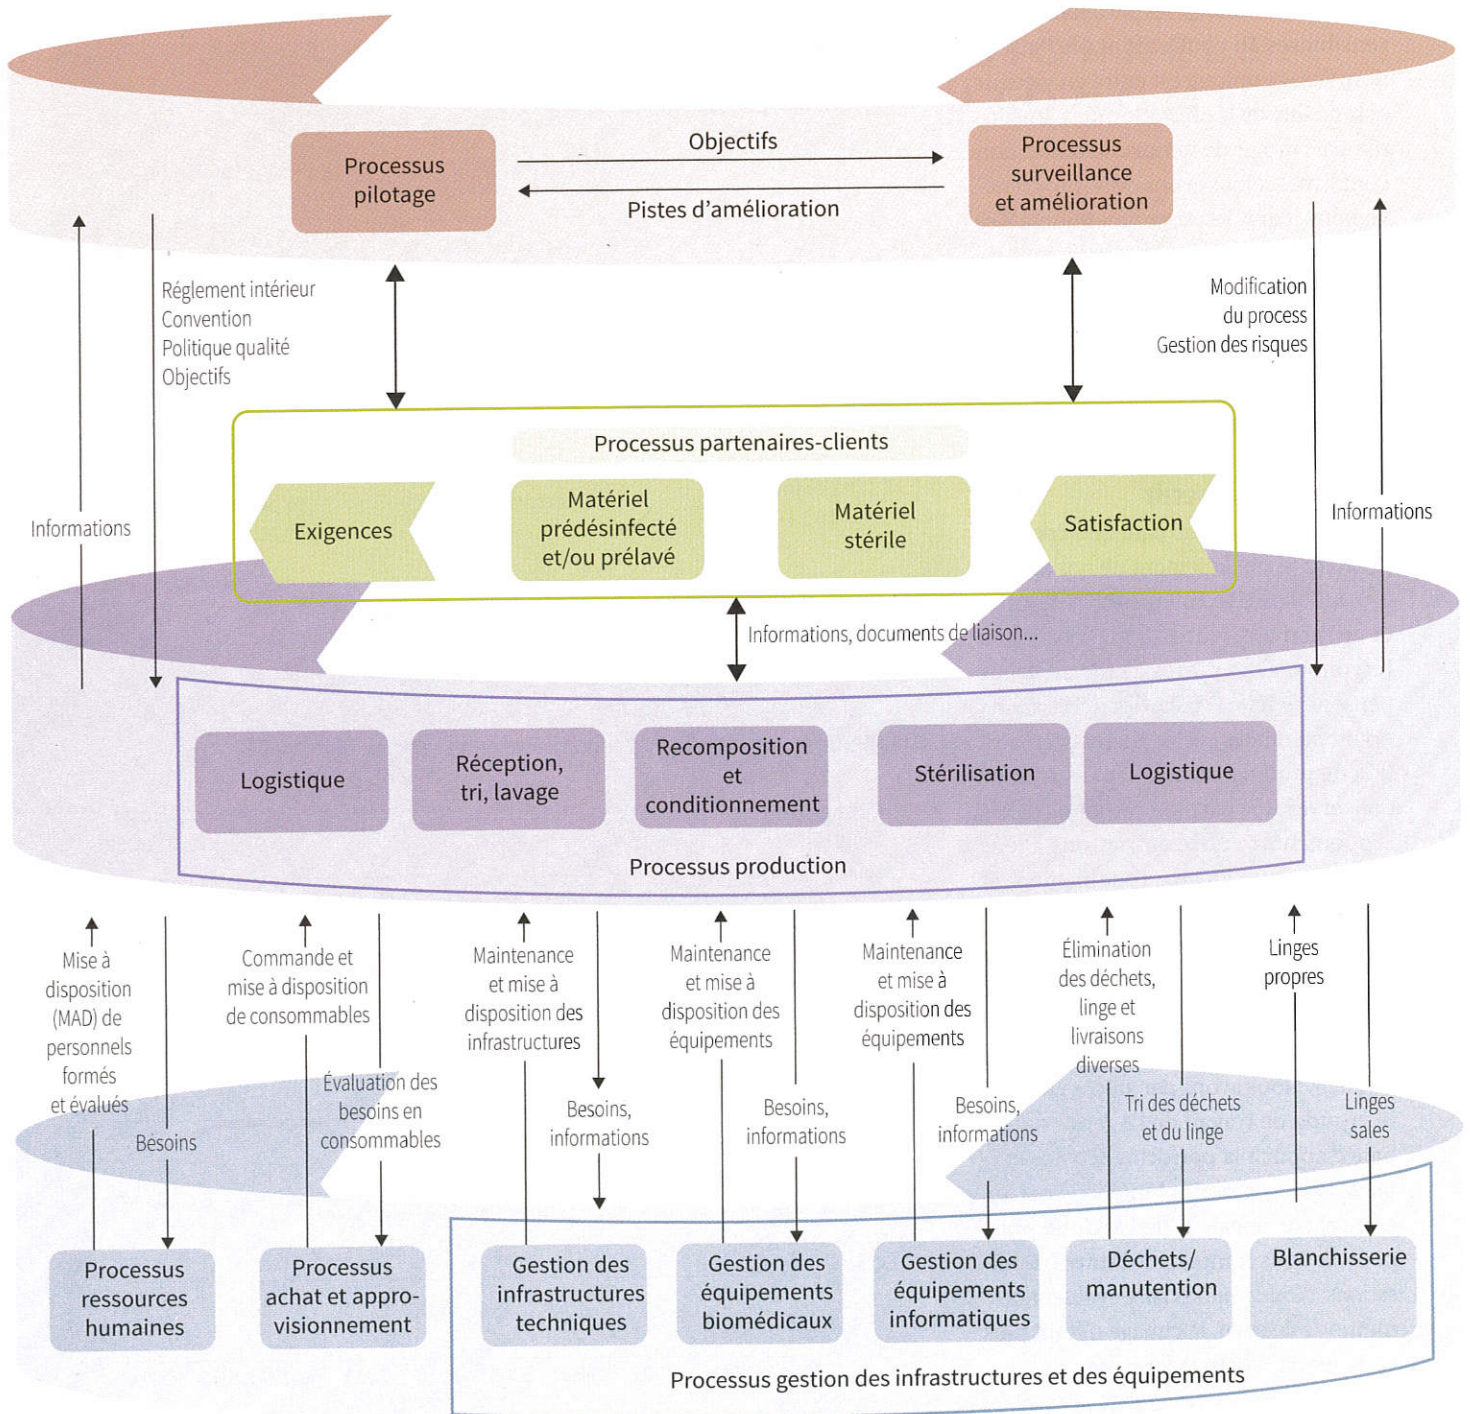 Processus
pilotage
Objectifs
Pistes d'amélioration
Processus
surveillance
et amélioration
Réglement intérieur
Convention
Politique qualité
Objectifs
Modification
du process
Gestion des risques
Informations
Informations
Processus partenaires-clients
Exigences
Matériel
prédésinfecté
et/ou prélavé
Matériel
stérile
Satisfaction
Informations, documents de liaison...
Logistique
Réception,
tri, lavage
Recomposition
et
conditionnement
Stérilisation
Logistique
Processus production
Mise à
disposition
(MAD) de
personnels
formés
et évalués
Besoins
Commande et
mise à disposition
de consommables
Évaluation des
besoins en
consommables
Maintenance
et mise à
disposition des
infrastructures
Besoins,
informations
Maintenance
et mise à
disposition des
équipements
Besoins,
informations
Maintenance
et mise à
disposition des
équipements
Besoins,
informations
Élimination
des déchets,
linge et
livraisons
diverses
Tri des déchets
et du linge
Linges
propres
Linges
sales
Processus
ressources
humaines
Processus
achat et appro-
visionnement
Gestion des
infrastructures
techniques
Gestion des
équipements
biomédicaux
Gestion des
équipements
informatiques
Déchets/
manutention
Blanchisserie
Processus gestion des infrastructures et des équipements